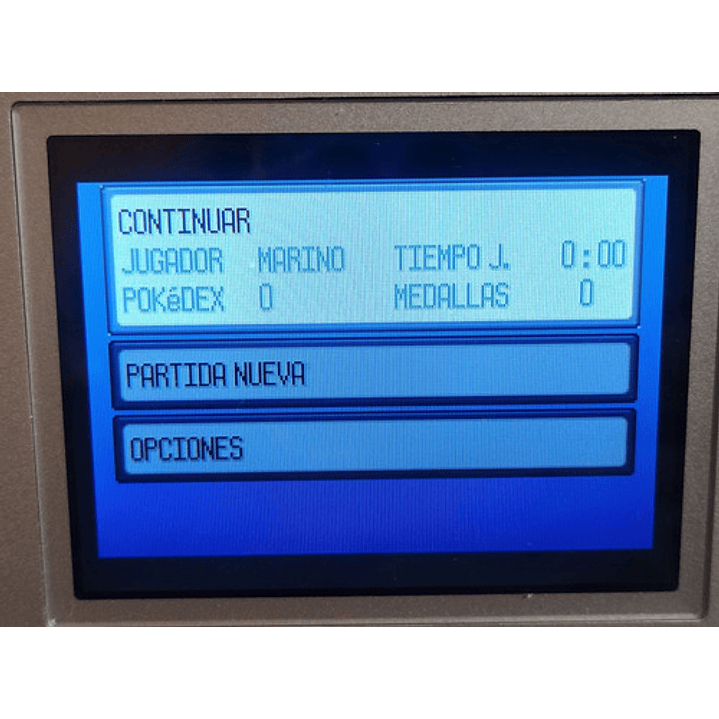 CONTINUAR
JUGADOR MARINO TIEMPO J. 0:00
POKéDEX 0 MEDALLAS 0
PARTIDA NUEVA
OPCIONES